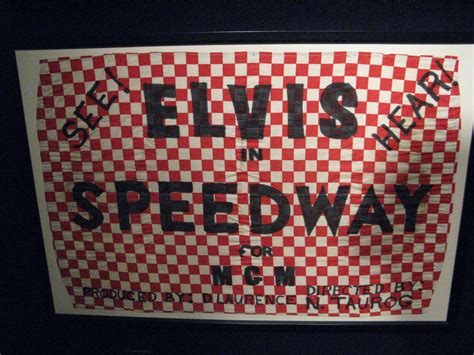 SEE! HEAR!
ELVIS
IN
SPEEDWAY
FOR
MGM
PRODUCED BY: D LAURENCE DIRECTED BY:
N. TAUROG